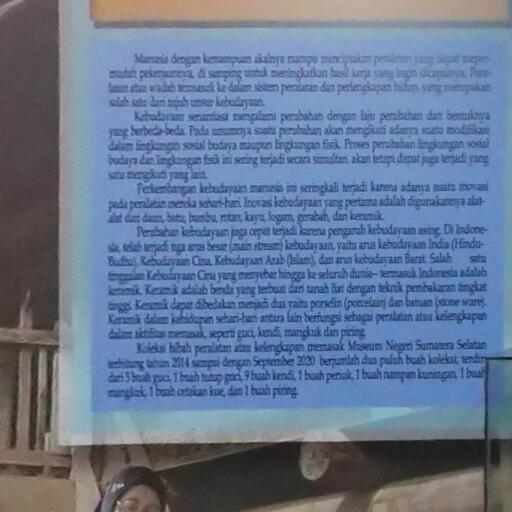 Manusia dengan kemampuan akalnya mampu menciptakan peralatan yang dapat memper-
mudah pekerjaannya, di samping untuk meningkatkan hasil kerja yang ingin dicapainya. Pera-
latan atau wadah termasuk ke dalam sistem peralatan dan perlengkapan hidup, yang merupakan
salah satu dari tujuh unsur kebudayaan.
Kebudayaan senantiasa mengalami perubahan dengan laju perubahan dan bentuknya
yang berbeda-beda. Pada umumnya suatu perubahan akan mengikuti adanya suatu modifikasi
dalam lingkungan sosial budaya maupun lingkungan fisik. Proses perubahan lingkungan sosial
budaya dan lingkungan fisik ini sering terjadi secara simultan, akan tetapi dapat juga terjadi yang
satu mengikuti yang lain.
Perkembangan kebudayaan manusia ini seringkali terjadi karena adanya suatu inovasi
pada peralatan mereka sehari-hari. Inovasi kebudayaan yang pertama adalah digunakannya alat-
alat dari daun, batu, bambu, rotan, kayu, logam, gerabah, dan keramik.
Perubahan kebudayaan juga cepat terjadi karena pengaruh kebudayaan asing. Di Indone-
sia, telah terjadi tiga arus besar (main stream) kebudayaan, yaitu arus kebudayaan India (Hindu-
Budha), Kebudayaan Cina, Kebudayaan Arab (Islam), dan arus kebudayaan Barat. Salah satu
tinggalan Kebudayaan Cina yang menyebar hingga ke seluruh dunia– termasuk Indonesia adalah
keramik. Keramik adalah benda yang terbuat dari tanah liat dengan teknik pembakaran tingkat
tinggi. Keramik dapat dibedakan menjadi dua yaitu porselin (porcelain) dan batuan (stone ware).
Keramik dalam kehidupan sehari-hari antara lain berfungsi sebagai peralatan atau kelengkapan
dalam aktifitas memasak, seperti guci, kendi, mangkuk dan piring.
Koleksi hibah peralatan atau kelengkapan memasak Museum Negeri Sumatera Selatan
terhitung tahun 2014 sampai dengan September 2020 berjumlah dua puluh buah koleksi; terdiri
dari 5 buah guci, 1 buah tutup guci, 9 buah kendi, 1 buah periuk, 1 buah nampan kuningan, 1 buah
mangkuk, 1 buah cetakan kue, dan 1 buah piring.